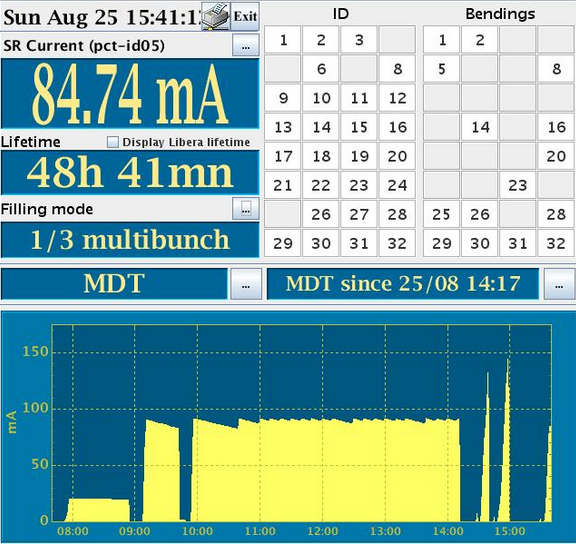 Sun Aug 25 15:41:1
Exit
ID
Bendings
SR Current (pct-id05)
...
84.74 mA
Lifetime
Display Libera lifetime
48h 41mn
Filling mode
...
1/3 multibunch
1 2 3
6 8
9 10 11 12
13 14 15 16
17 18 19 20
21 22 23 24
26 27 28
29 30 31 32
1 2
5 8
14 16
20
23
25 26 28
29 30 31 32
MDT
...
MDT since 25/08 14:17
...
mA
150
100
50
0
08:00 09:00 10:00 11:00 12:00 13:00 14:00 15:00